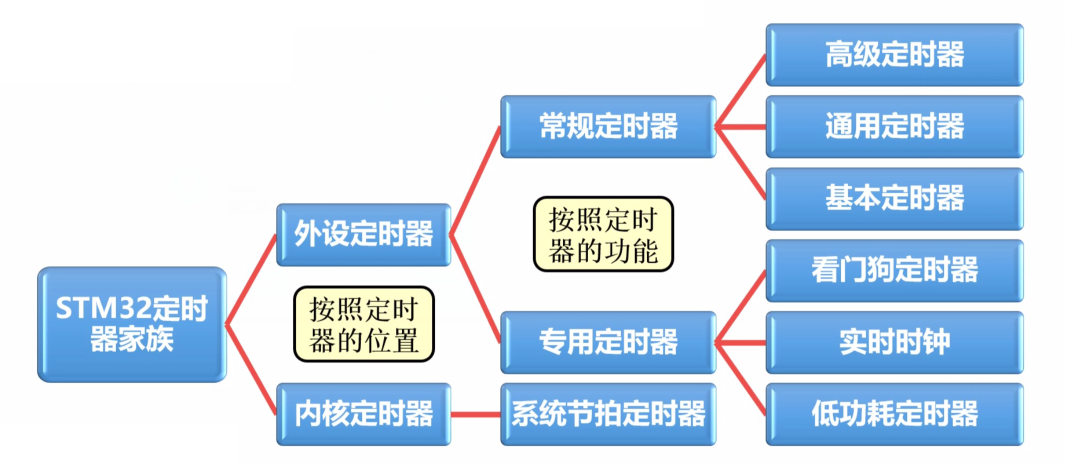 STM32定时
器家族
外设定时器
按照定时
器的位置
内核定时器
常规定时器
按照定时
器的功能
专用定时器
系统节拍定时器
高级定时器
通用定时器
基本定时器
看门狗定时器
实时时钟
低功耗定时器